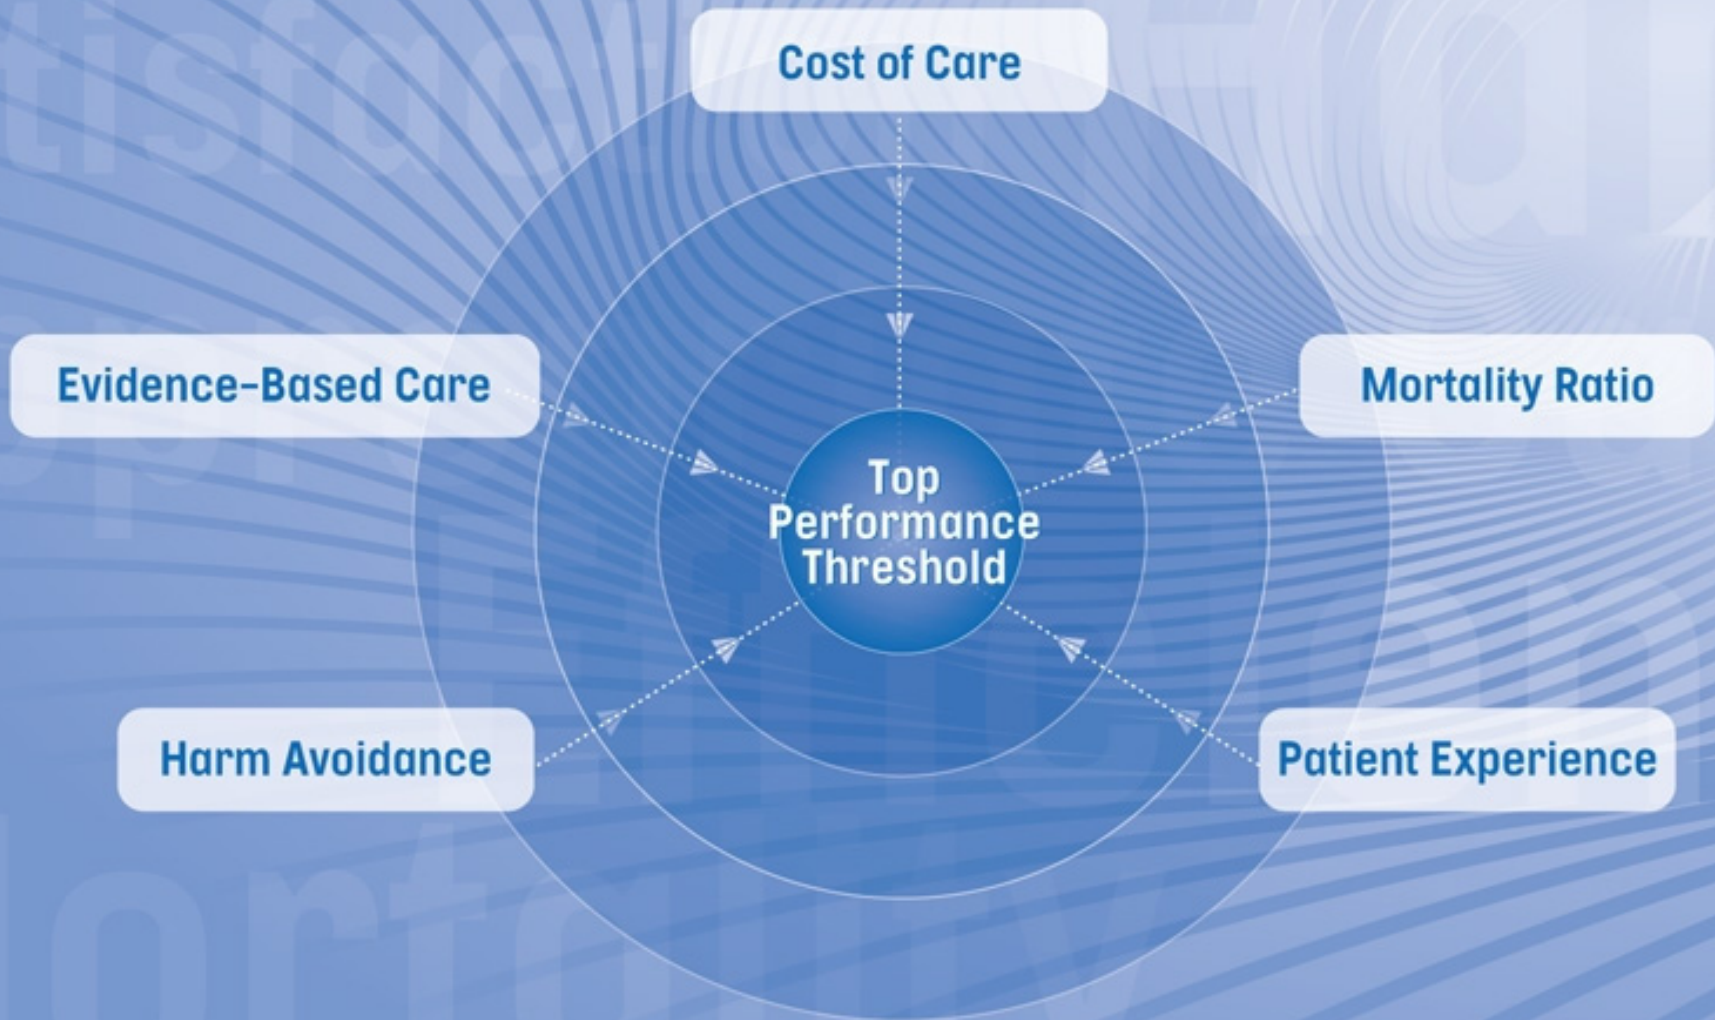 Cost of Care
Evidence-Based Care
Mortality Ratio
Top
Performance
Threshold
Harm Avoidance
Patient Experience